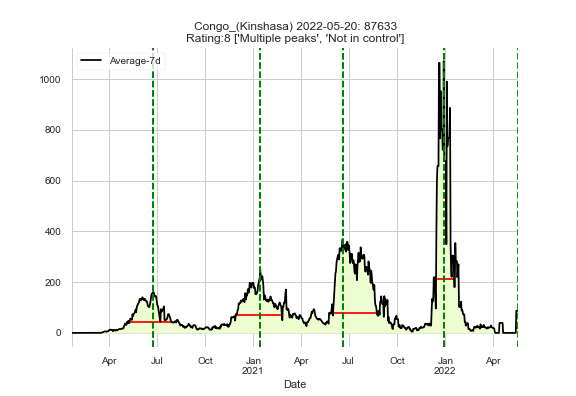 Congo_(Kinshasa) 2022-05-20: 87633
Rating:8 ['Multiple peaks', 'Not in control']
Average-7d
1000
800
600
400
200
0
Apr Jul Oct Jan Apr Jul Oct Jan Apr
2021 2022
Date